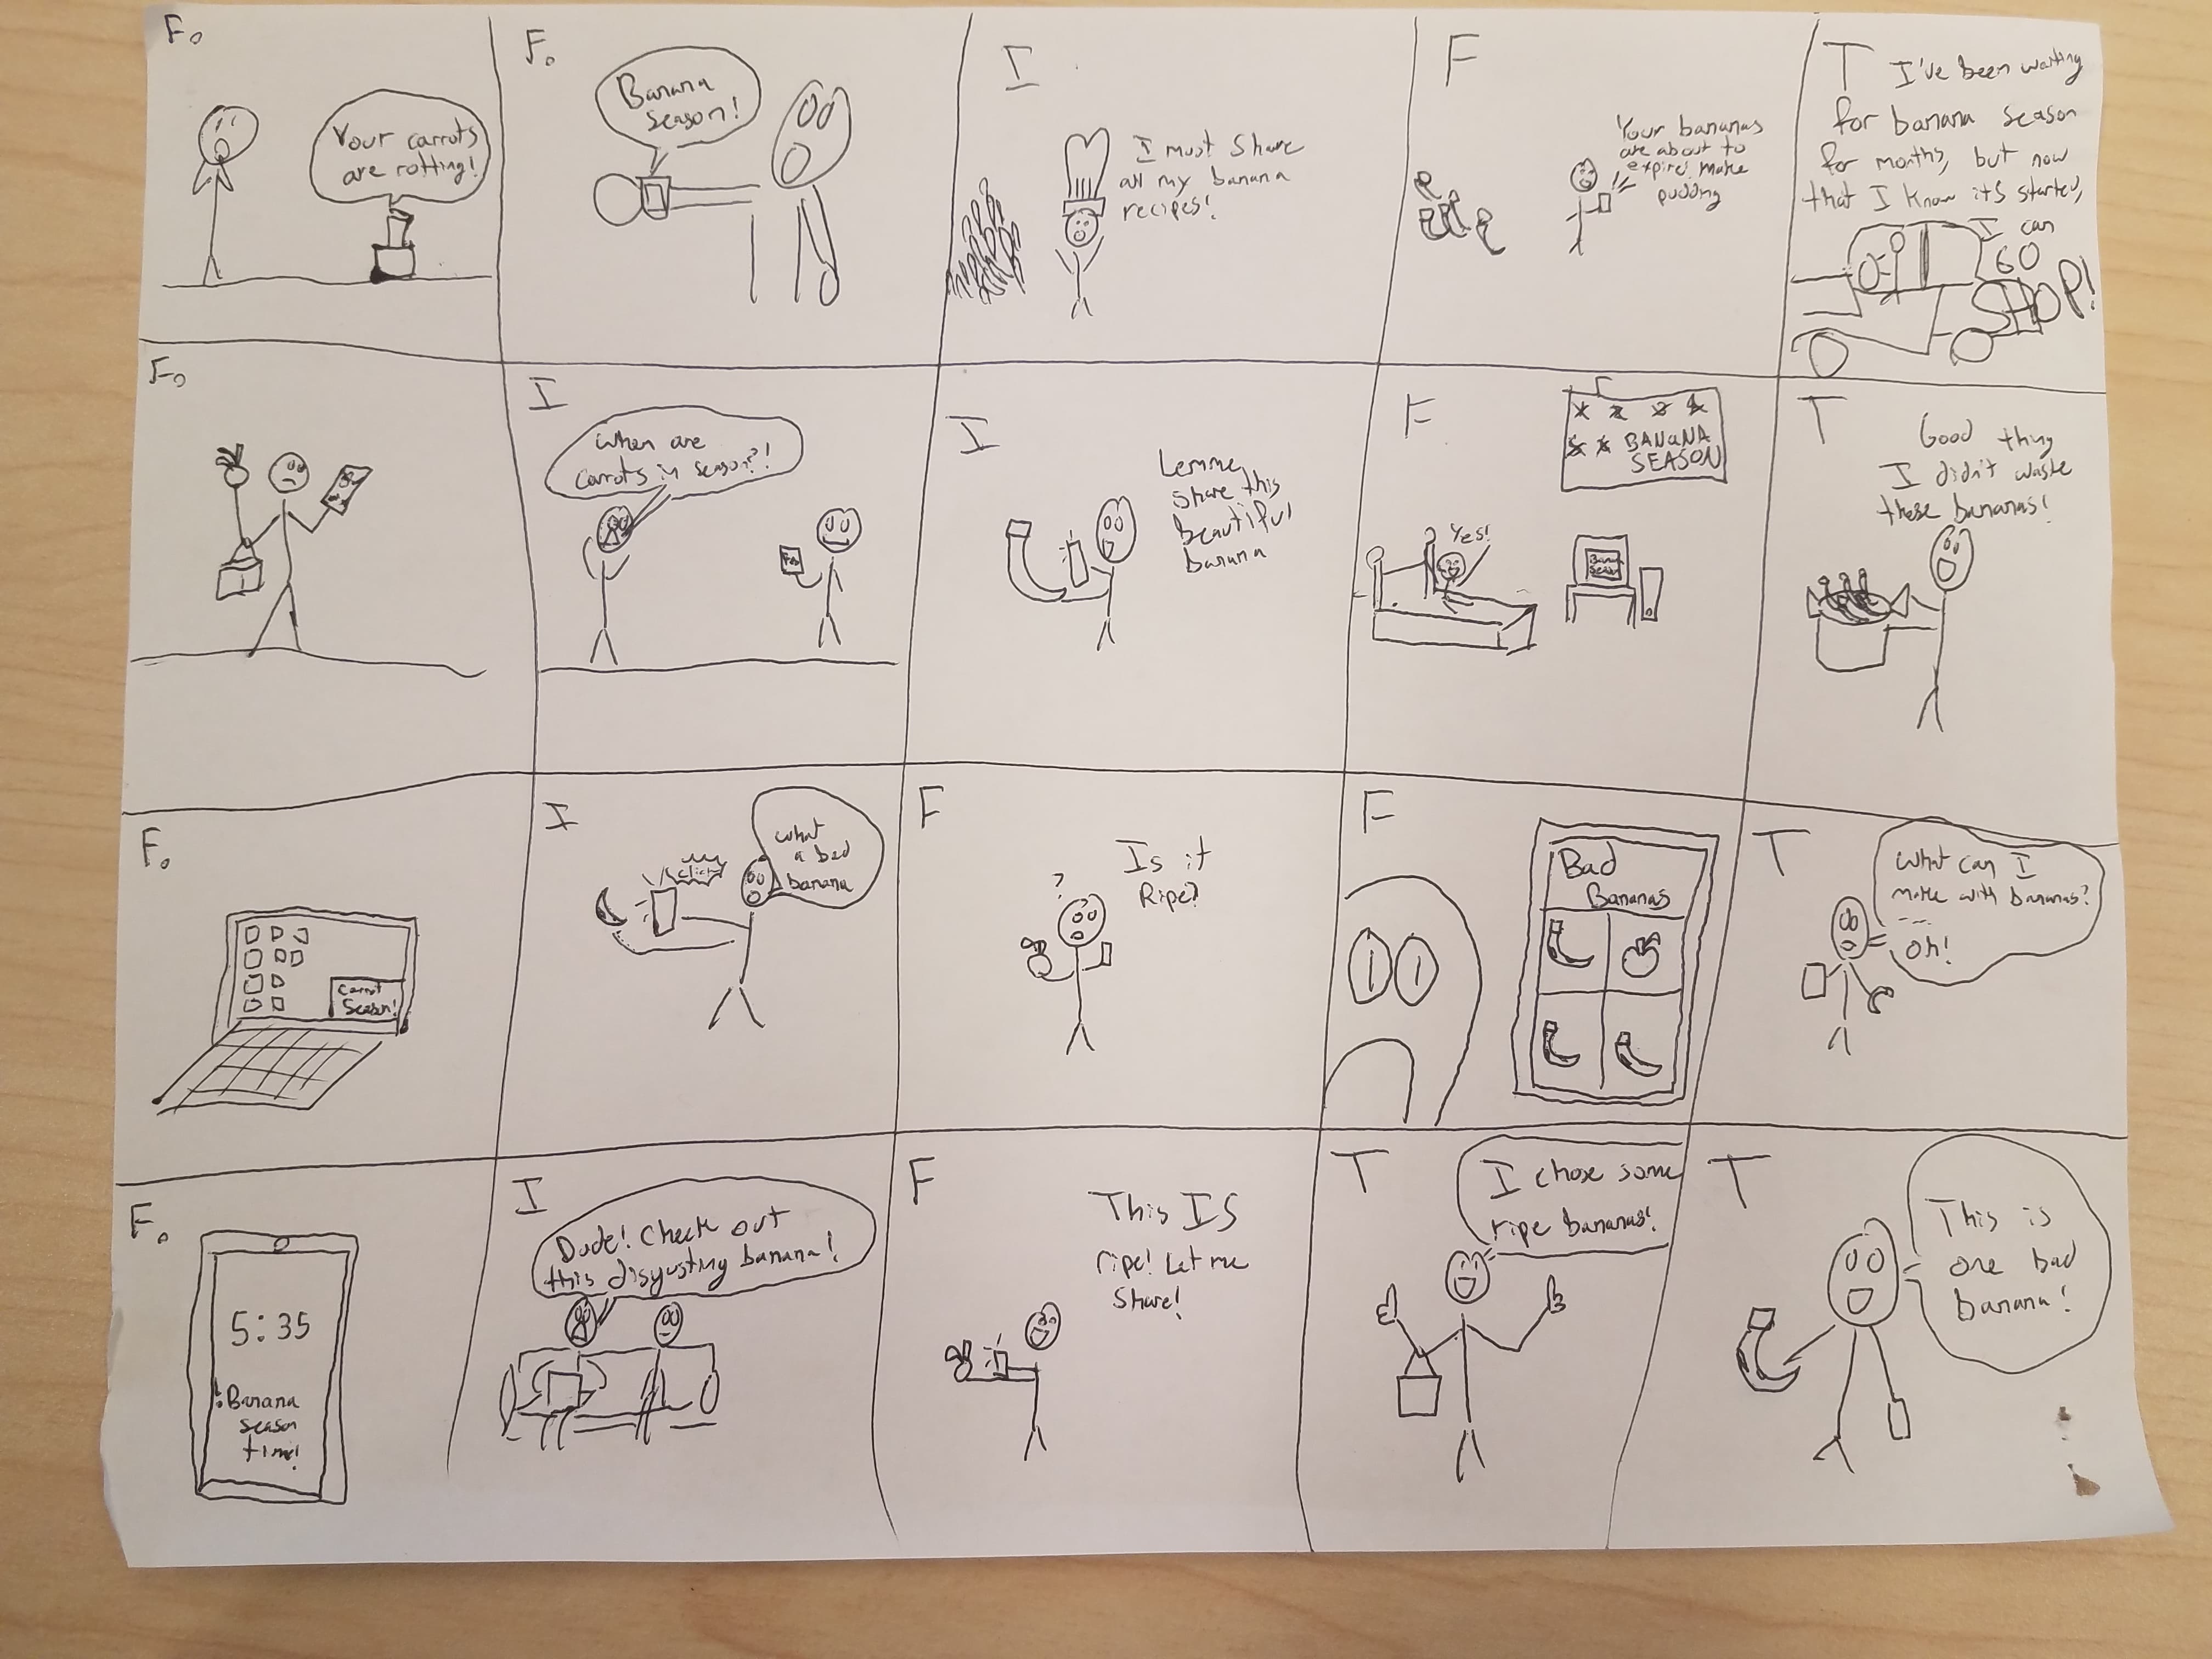 F.
Your carrots
are rotting!
F.
Banana
season!
I
I must share
all my banana
recipes!
F
Your bananas
are about to
expire! make
pudding
T
I've been waiting
for banana season
for months, but now
that I know its started,
I can
GO
SHOP!
F.
I
When are
carrots in season?!
I
Lemme
share this
beautiful
banana
F
BANANA
SEASON
Yes!
Banana
Season
T
Good thing
I didn't waste
these bananas!
F.
Carrot
Season!
I
click
what
a bad
banana
F
?
Is it
Ripe?
F
Bad
Bananas
T
What can I
make with bananas?
...
oh!
F.
5:35
! Banana
season
time!
I
Dude! Check out
this disgusting banana!
F
This IS
ripe! Let me
Share!
T
I chose some
ripe bananas!
T
This is
one bad
banana!